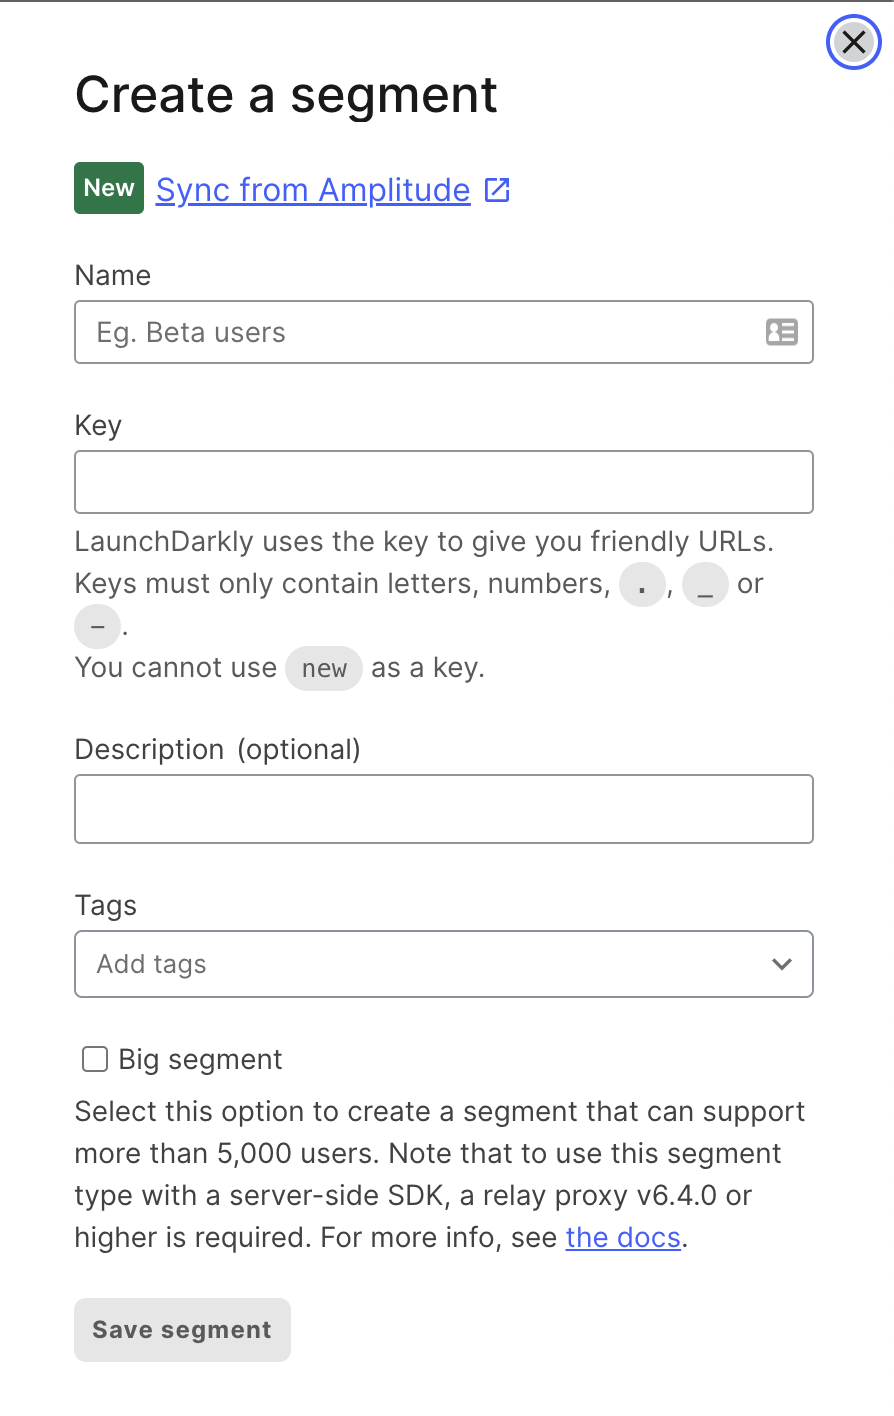 Create a segment
New Sync from Amplitude
Name
Eg. Beta users
Key
LaunchDarkly uses the key to give you friendly URLs.
Keys must only contain letters, numbers, . , _ or
- .
You cannot use new as a key.
Description (optional)
Tags
Add tags
Big segment
Select this option to create a segment that can support
more than 5,000 users. Note that to use this segment
type with a server-side SDK, a relay proxy v6.4.0 or
higher is required. For more info, see the docs.
Save segment